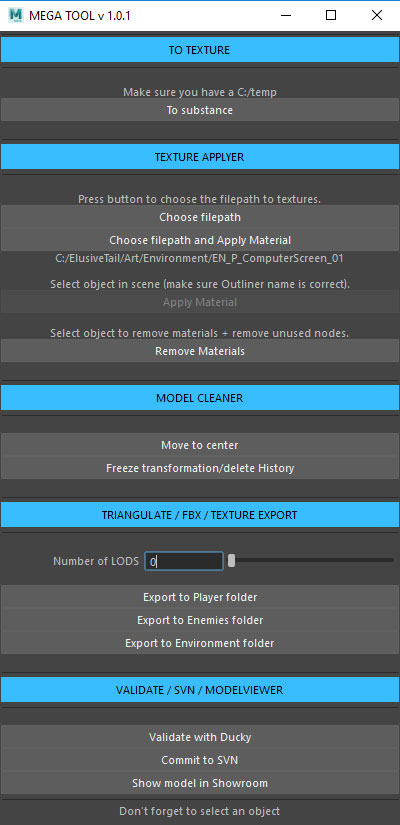 MEGA TOOL v 1.0.1
TO TEXTURE
Make sure you have a C:/temp
To substance
TEXTURE APPLYER
Press button to choose the filepath to textures.
Choose filepath
Choose filepath and Apply Material
C:/ElusiveTail/Art/Environment/EN_P_ComputerScreen_01
Select object in scene (make sure Outliner name is correct).
Apply Material
Select object to remove materials + remove unused nodes.
Remove Materials
MODEL CLEANER
Move to center
Freeze transformation/delete History
TRIANGULATE / FBX / TEXTURE EXPORT
Number of LODS 0
Export to Player folder
Export to Enemies folder
Export to Environment folder
VALIDATE / SVN / MODELVIEWER
Validate with Ducky
Commit to SVN
Show model in Showroom
Don't forget to select an object